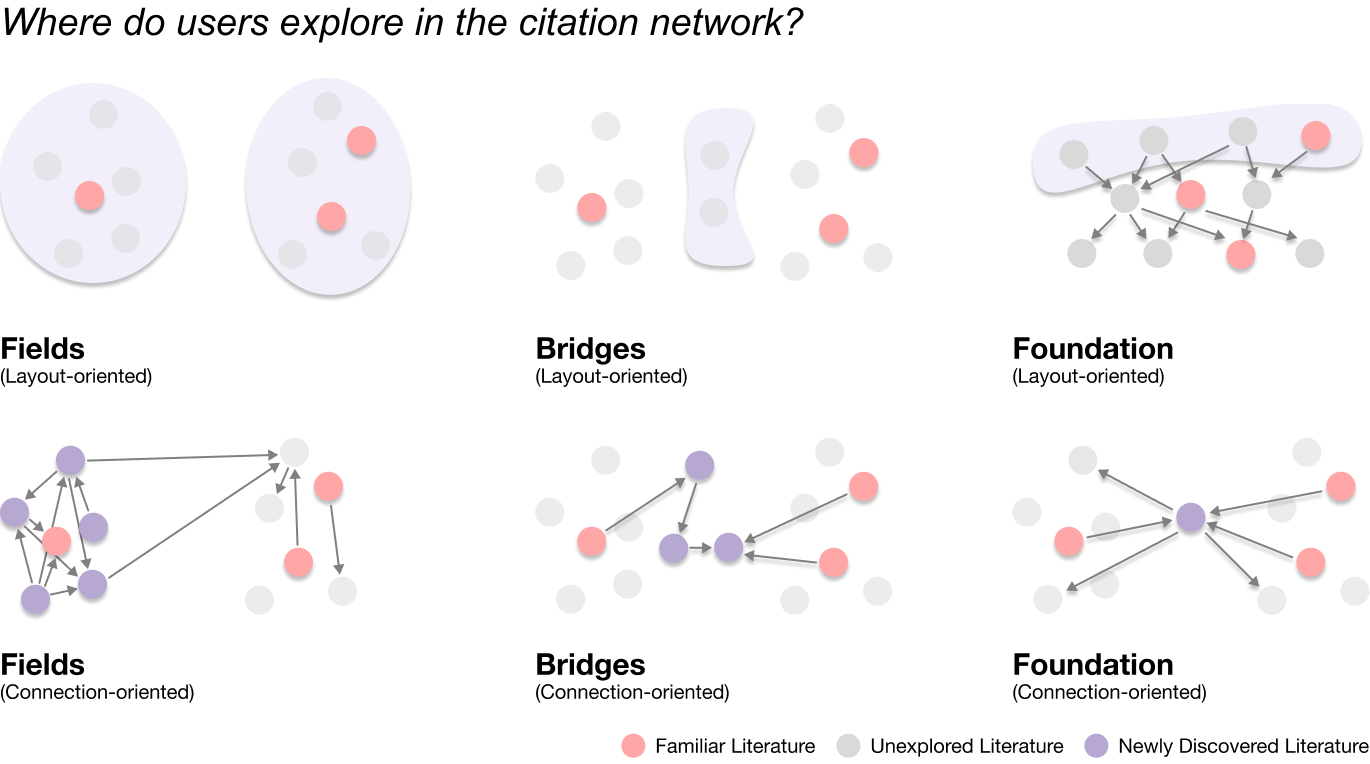 Where do users explore in the citation network?
Fields
(Layout-oriented)
Bridges
(Layout-oriented)
Foundation
(Layout-oriented)
Fields
(Connection-oriented)
Bridges
(Connection-oriented)
Foundation
(Connection-oriented)
Familiar Literature
Unexplored Literature
Newly Discovered Literature